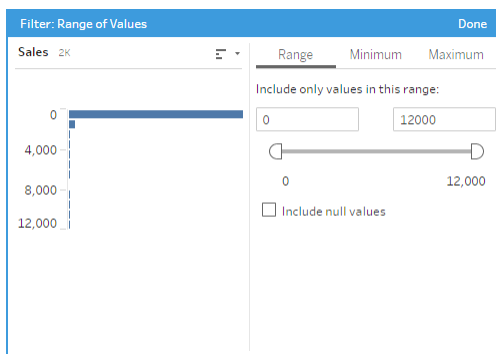 Filter: Range of Values
Done
Sales 2K
0
4,000
8,000
12,000
Range Minimum Maximum
Include only values in this range:
0 12000
0 12,000
Include null values